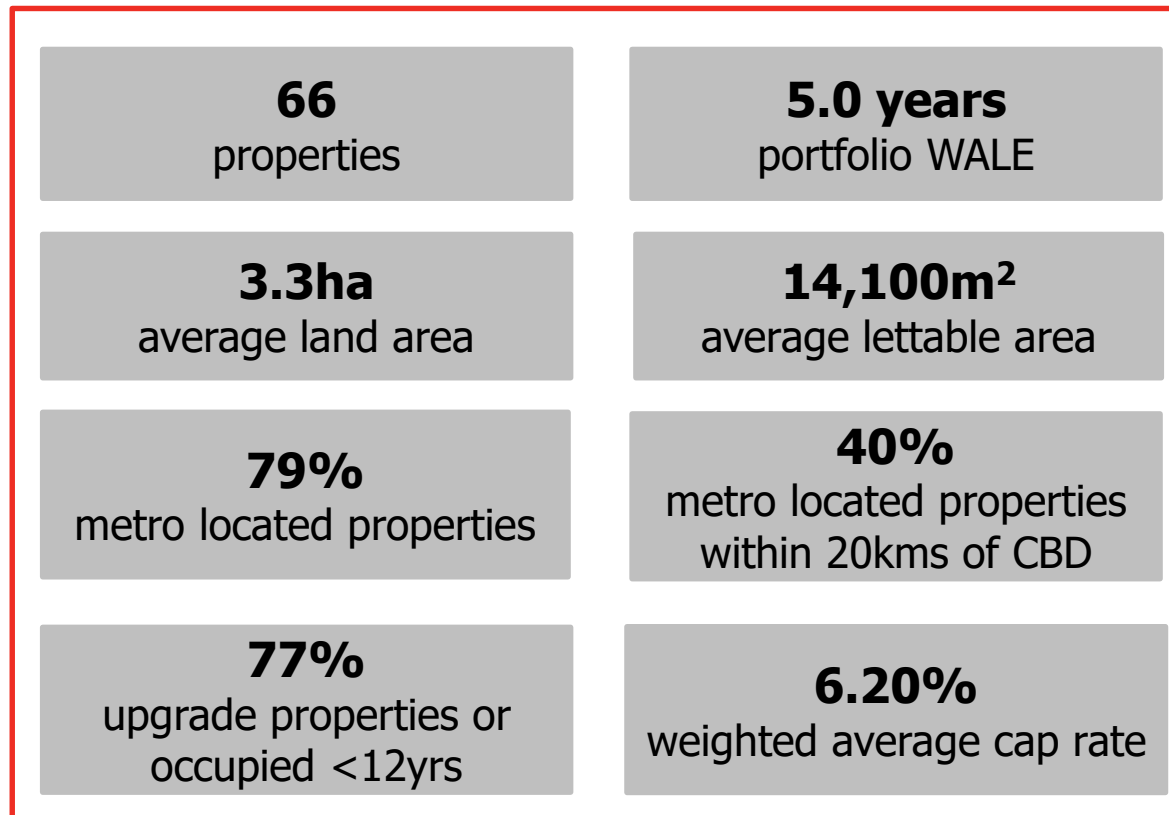 66
properties
5.0 years
portfolio WALE
3.3ha
average land area
14,100m²
average lettable area
79%
metro located properties
40%
metro located properties
within 20kms of CBD
77%
upgrade properties or
occupied <12yrs
6.20%
weighted average cap rate